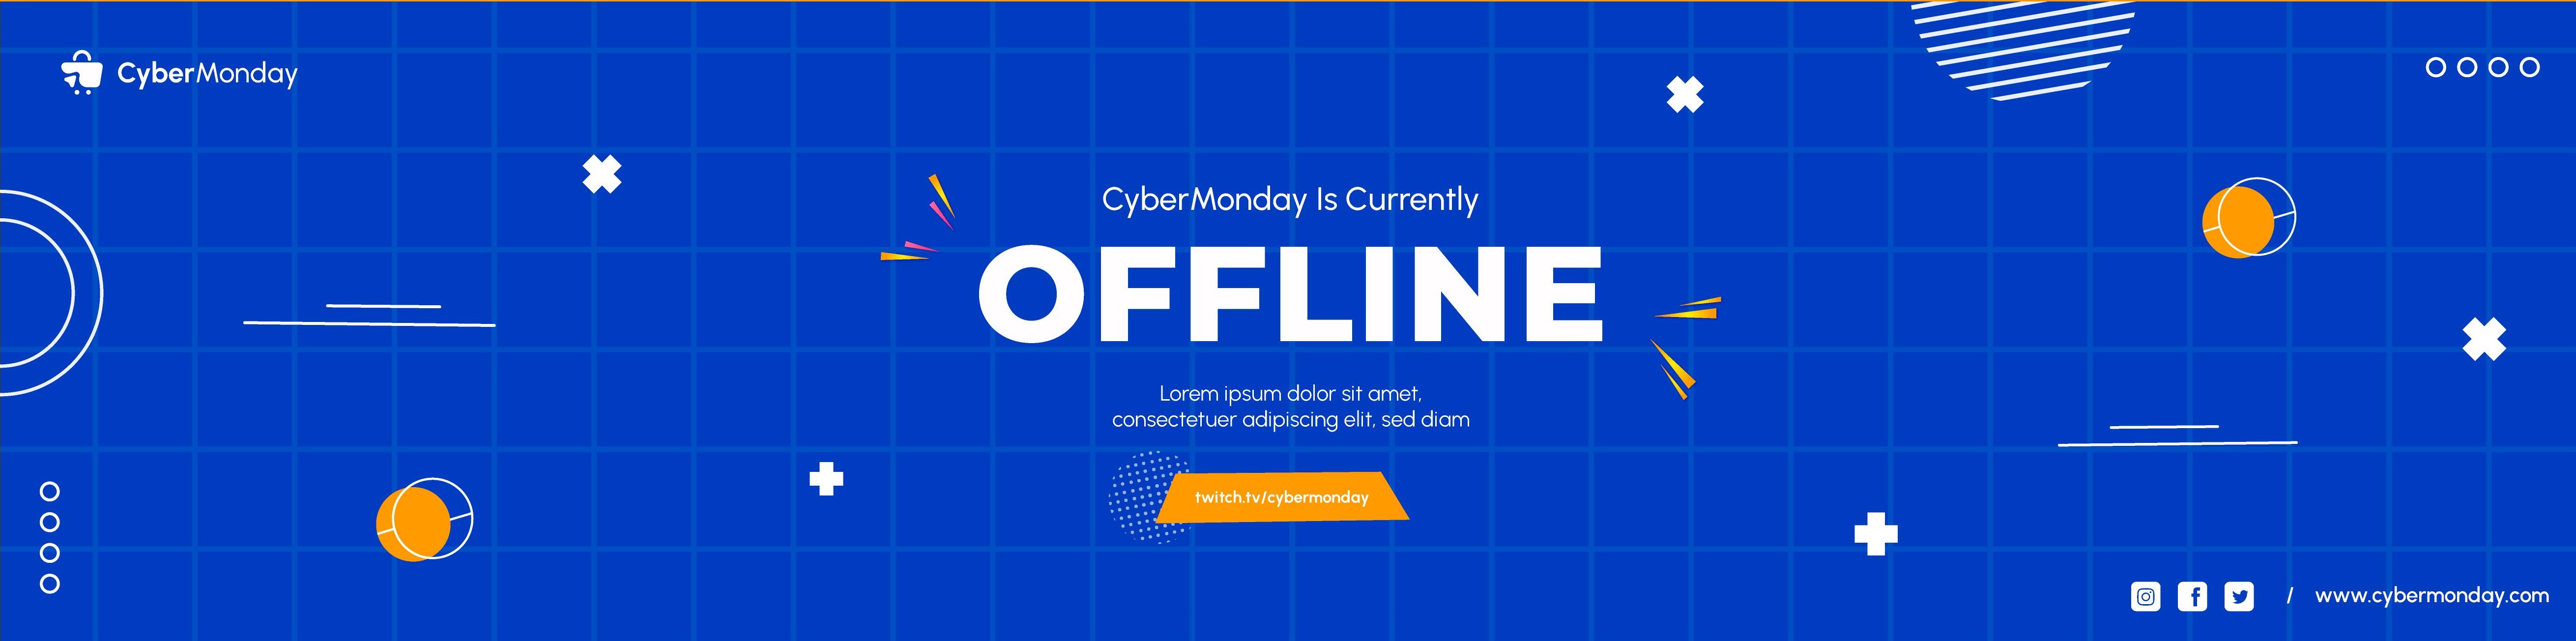 CyberMonday
CyberMonday Is Currently
OFFLINE
Lorem ipsum dolor sit amet,
consectetuer adipiscing elit, sed diam
twitch.tv/cybermonday
/ www.cybermonday.com